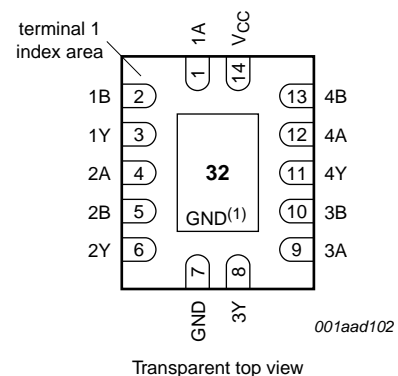 terminal 1
index area
1A
VCC
1
14
1B 2 13 4B
1Y 3 12 4A
2A 4 32 11 4Y
2B 5 GND(1) 10 3B
2Y 6 9 3A
7
8
GND
3Y
001aad102
Transparent top view